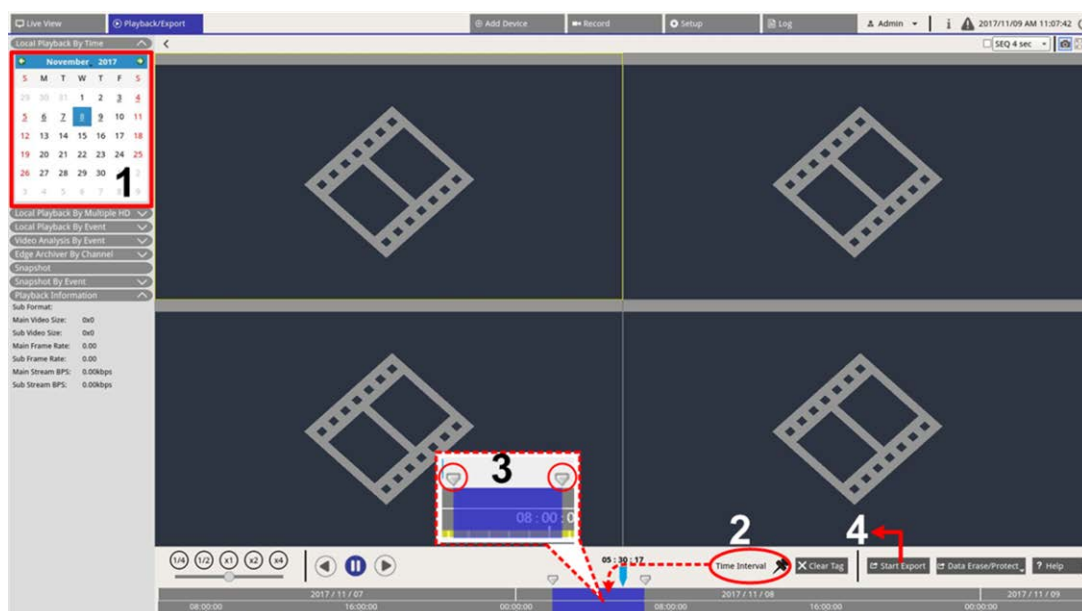 Live View
Playback/Export
Add Device
Record
Setup
Log
Admin
i
2017/11/09 AM 11:07:42
Local Playback By Time
SEQ 4 sec
November 2017
S M T W T F S
29 30 31 1 2 3 4
5 6 7 8 9 10 11
12 13 14 15 16 17 18
19 20 21 22 23 24 25
26 27 28 29 30 1 2
3 4 5 6 7 8 9
1
Local Playback By Multiple HD
Local Playback By Event
Video Analysis By Event
Edge Archiver By Channel
Snapshot
Snapshot By Event
Playback Information
Sub Format:
Main Video Size: 0x0
Sub Video Size: 0x0
Main Frame Rate: 0.00
Sub Frame Rate: 0.00
Main Stream BPS: 0.00kbps
Sub Stream BPS: 0.00kbps
3
08:00:0
2
4
1/4 1/2 x1 x2 x4
05:30:17
Time Interval
Clear Tag
Start Export
Data Erase/Protect
? Help
2017/11/07
2017/11/08
2017/11/09
08:00:00
16:00:00
00:00:00
08:00:00
16:00:00
00:00:00